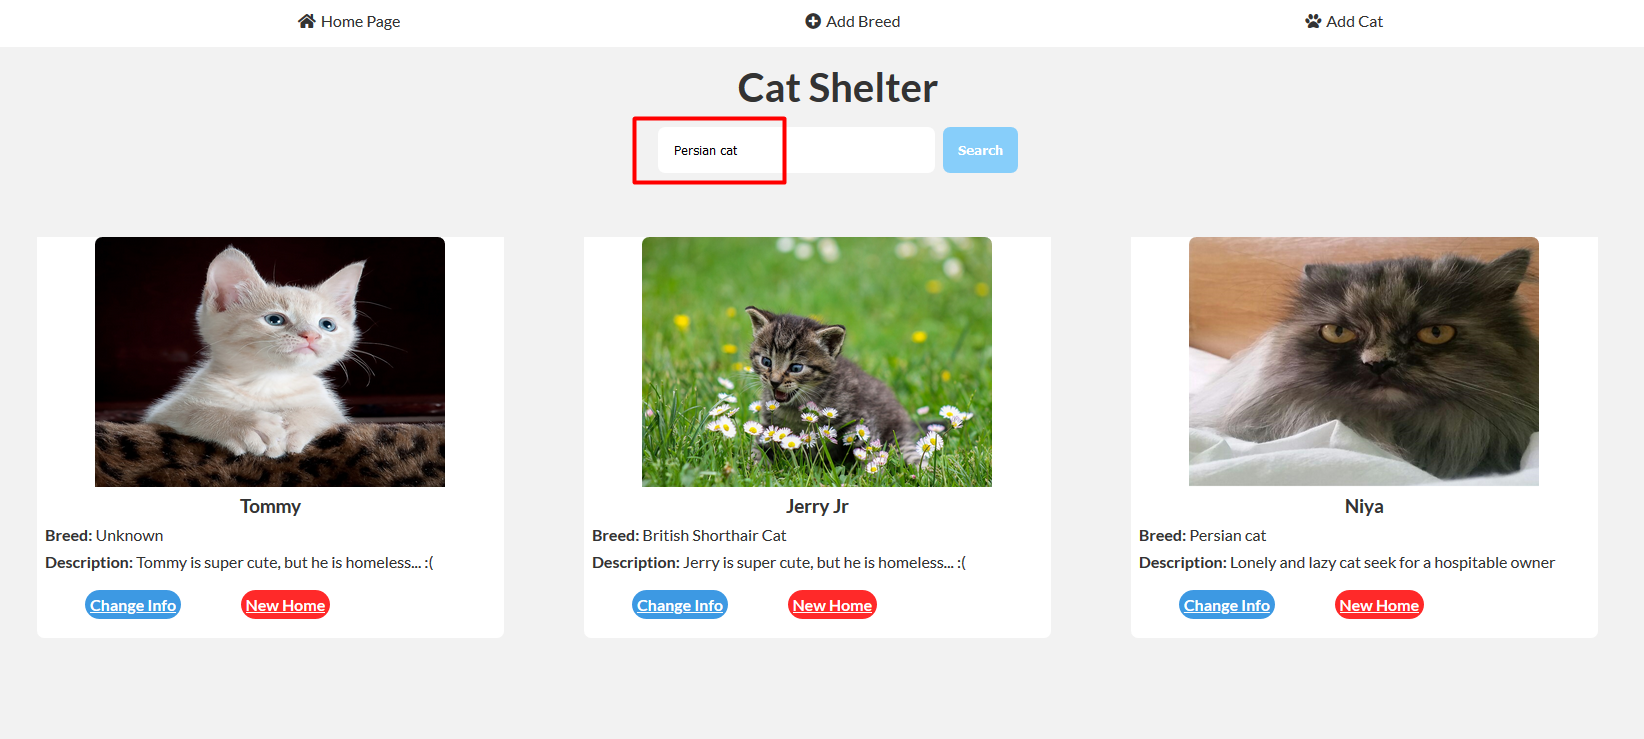 Home Page
Add Breed
Add Cat
Cat Shelter
Persian cat
Search
Tommy
Breed: Unknown
Description: Tommy is super cute, but he is homeless... :(
Change Info
New Home
Jerry Jr
Breed: British Shorthair Cat
Description: Jerry is super cute, but he is homeless... :(
Change Info
New Home
Niya
Breed: Persian cat
Description: Lonely and lazy cat seek for a hospitable owner
Change Info
New Home